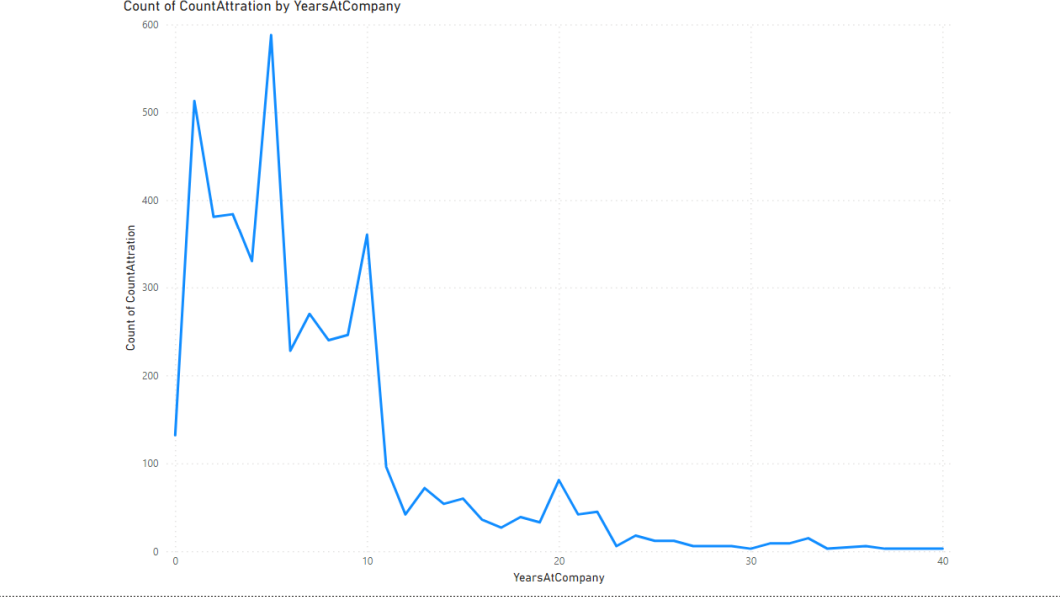 Count of CountAttration by YearsAtCompany
600
500
400
300
200
100
0
Count of CountAttration
0 10 20 30 40
YearsAtCompany